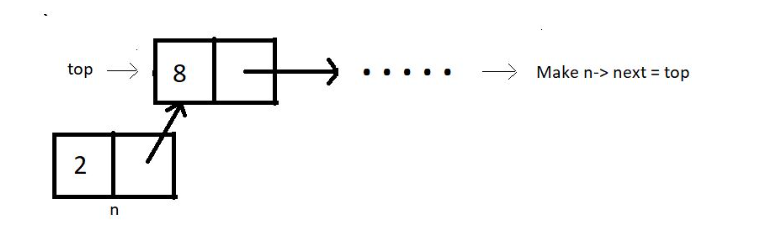 top 8 ..... Make n-> next = top
2
n